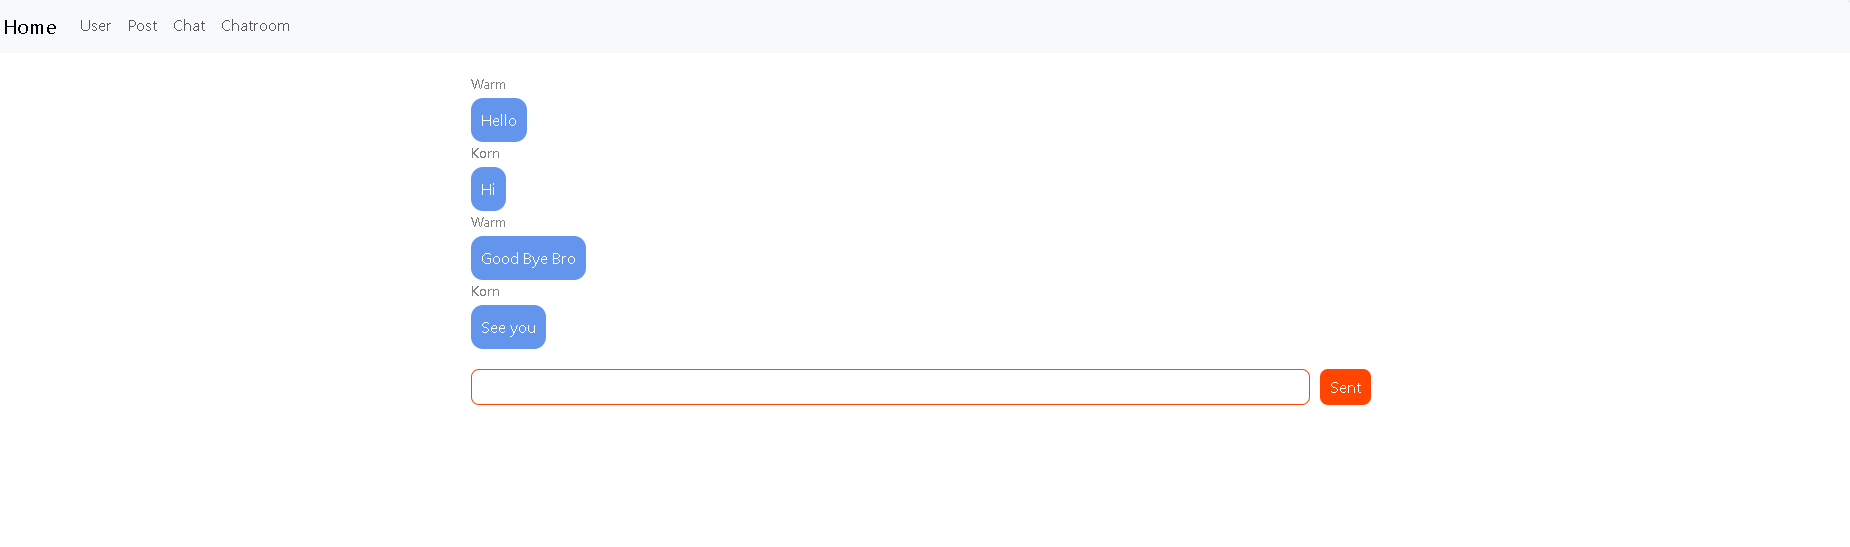 Home User Post Chat Chatroom
Warm
Hello
Korn
Hi
Warm
Good Bye Bro
Korn
See you
Sent